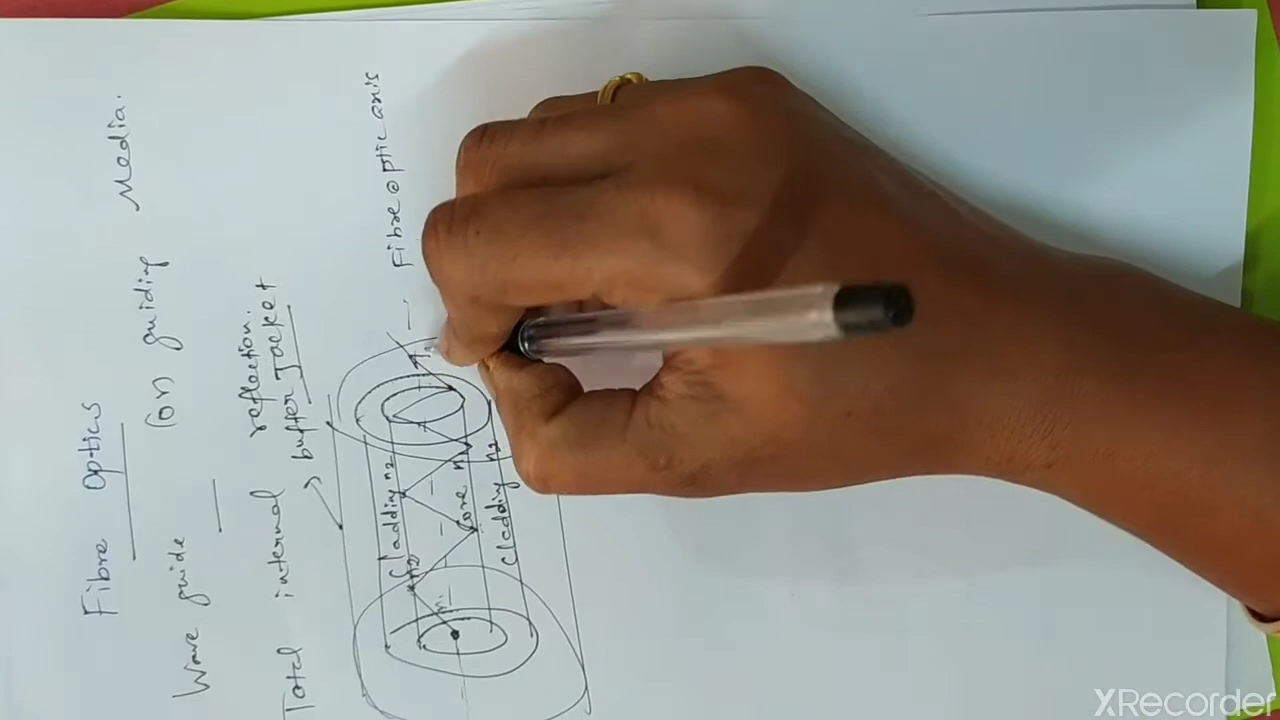 Fibre Optics
Wave guide (or) guiding Media.
Total internal reflection.
buffer Jacket
Cladding n2
Core n1
Cladding n2
Fibre optic axis
XRecorder